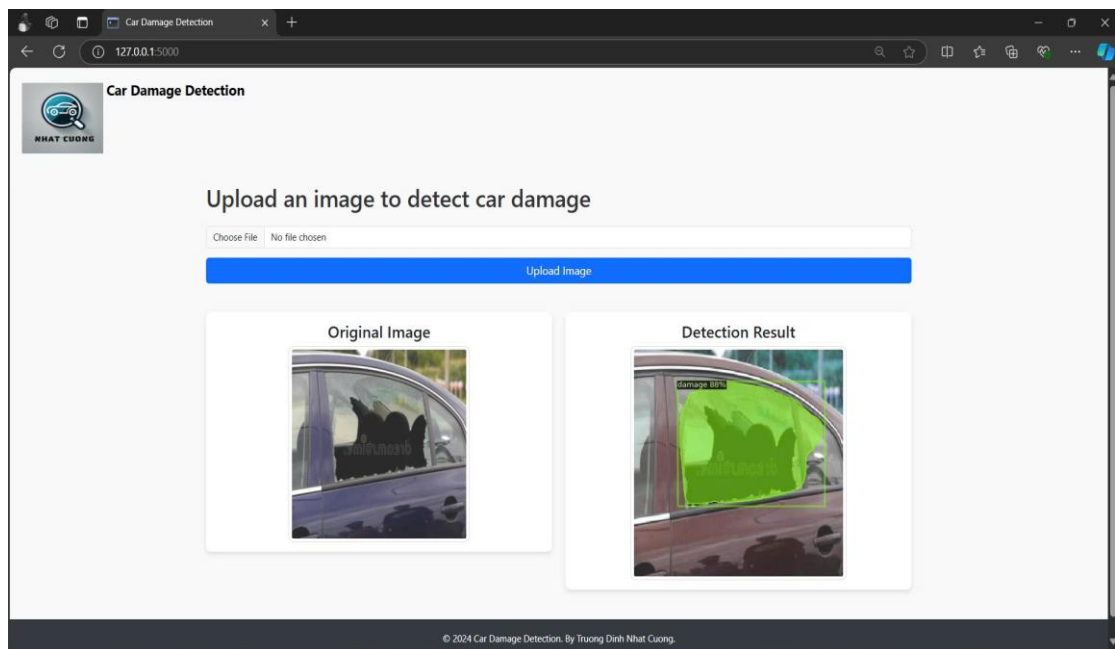 Car Damage Detection
127.0.0.1:5000
NHAT CUONG
Car Damage Detection
Upload an image to detect car damage
Choose File No file chosen
Upload Image
Original Image
Detection Result
damage 88%
© 2024 Car Damage Detection. By Truong Dinh Nhat Cuong.